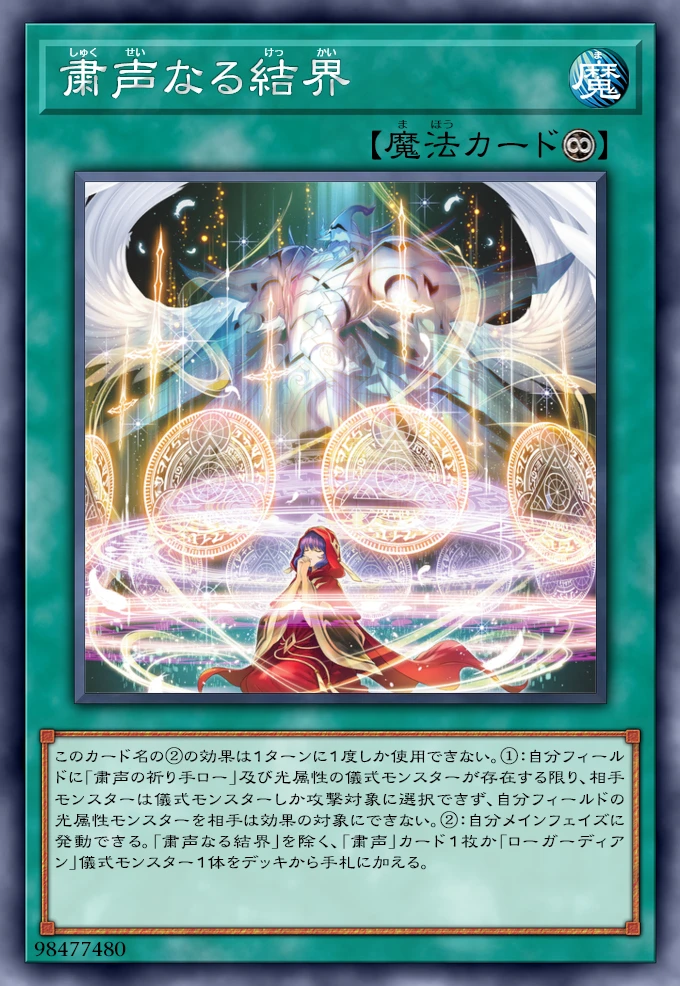 しゅく せい けっ かい
粛声なる結界
ま
魔
ま ほう
【魔法カード♾】
このカード名の②の効果は1ターンに1度しか使用できない。①:自分フィール
ドに「粛声の祈り手ロー」及び光属性の儀式モンスターが存在する限り、相手
モンスターは儀式モンスターしか攻撃対象に選択できず、自分フィールドの
光属性モンスターを相手は効果の対象にできない。②:自分メインフェイズに
発動できる。「粛声なる結界」を除く、「粛声」カード1枚か「ローガーディア
ン」儀式モンスター1体をデッキから手札に加える。
98477480